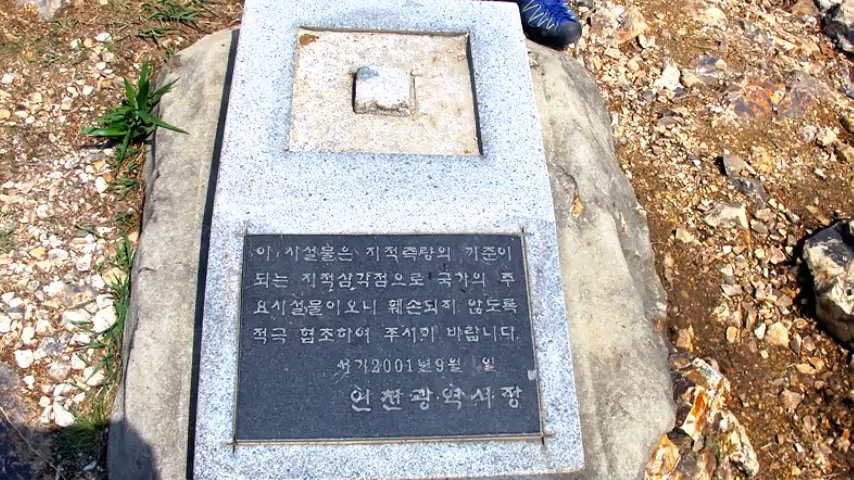 이 시설물은 지적측량의 기준이
되는 지적삼각점으로 국가의 주
요시설물이오니 훼손되지 않도록
적극 협조하여 주시기 바랍니다.
서기2001년9월 일
인천광역시장